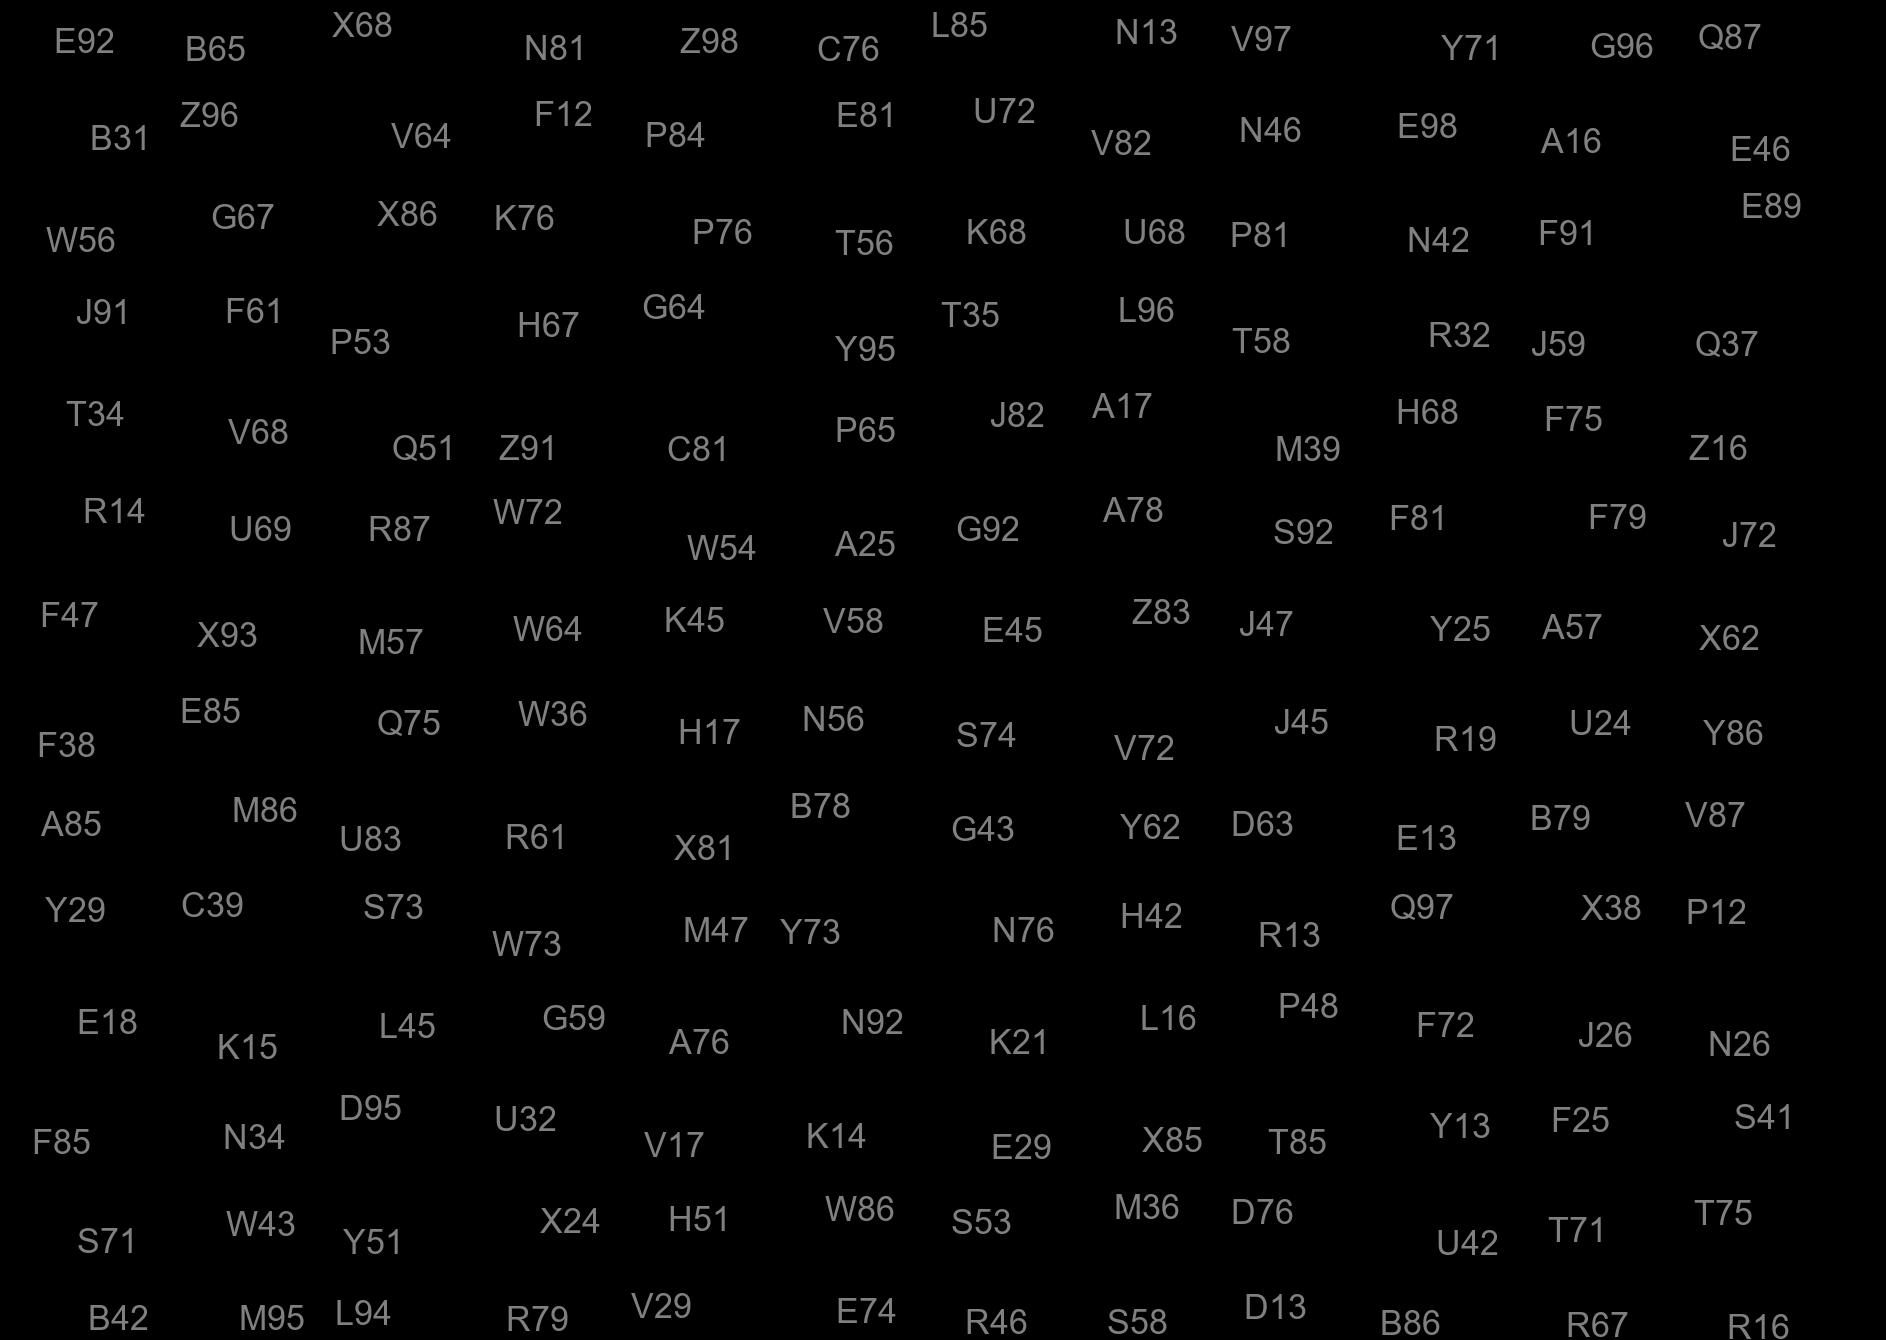 E92 B65 X68 N81 Z98 C76 L85 N13 V97 Y71 G96 Q87
B31 Z96 V64 F12 P84 E81 U72 V82 N46 E98 A16 E46
W56 G67 X86 K76 P76 T56 K68 U68 P81 N42 F91 E89
J91 F61 P53 H67 G64 Y95 T35 L96 T58 R32 J59 Q37
T34 V68 Q51 Z91 C81 P65 J82 A17 M39 H68 F75 Z16
R14 U69 R87 W72 W54 A25 G92 A78 S92 F81 F79 J72
F47 X93 M57 W64 K45 V58 E45 Z83 J47 Y25 A57 X62
F38 E85 Q75 W36 H17 N56 S74 V72 J45 R19 U24 Y86
A85 M86 U83 R61 X81 B78 G43 Y62 D63 E13 B79 V87
Y29 C39 S73 W73 M47 Y73 N76 H42 R13 Q97 X38 P12
E18 K15 L45 G59 A76 N92 K21 L16 P48 F72 J26 N26
F85 N34 D95 U32 V17 K14 E29 X85 T85 Y13 F25 S41
S71 W43 Y51 X24 H51 W86 S53 M36 D76 U42 T71 T75
B42 M95 L94 R79 V29 E74 R46 S58 D13 B86 R67 R16